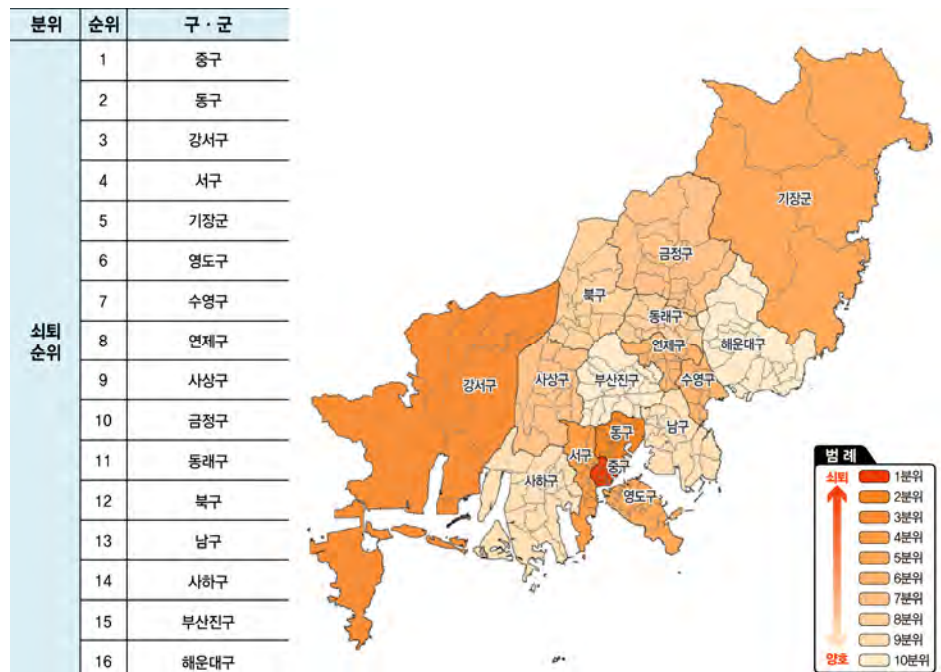 분위 순위 구·군
쇠퇴
순위
1 중구
2 동구
3 강서구
4 서구
5 기장군
6 영도구
7 수영구
8 연제구
9 사상구
10 금정구
11 동래구
12 북구
13 남구
14 사하구
15 부산진구
16 해운대구
기장군
금정구
북구
동래구
연제구
해운대구
강서구
사상구
부산진구
수영구
동구
남구
서구
중구
사하구
영도구
범례
쇠퇴
양호
1분위
2분위
3분위
4분위
5분위
6분위
7분위
8분위
9분위
10분위